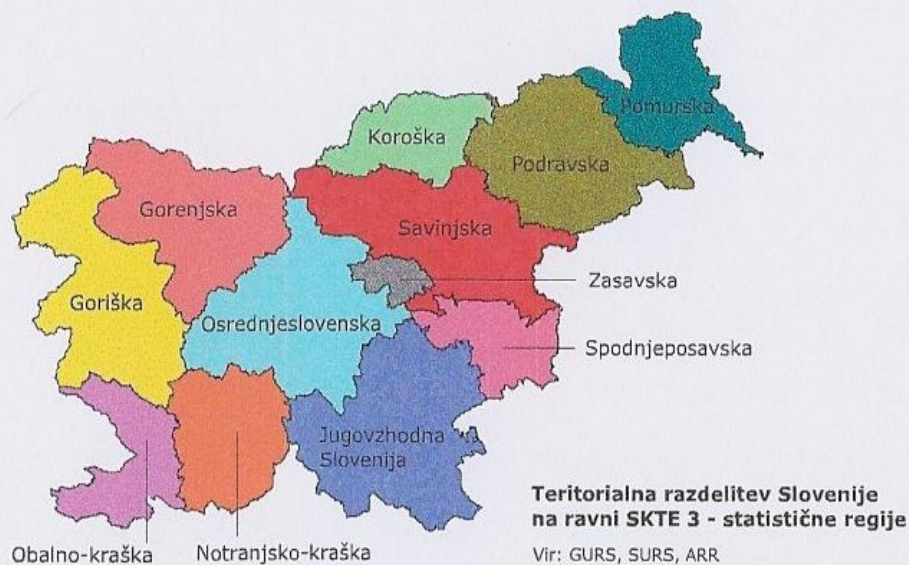 Pomurska
Koroška
Podravska
Gorenjska
Savinjska
Zasavska
Goriška
Osrednjeslovenska
Spodnjeposavska
Jugovzhodna
Slovenija
Teritorialna razdelitev Slovenije
na ravni SKTE 3 - statistične regije
Obalno-kraška
Notranjsko-kraška
Vir: GURS, SURS, ARR